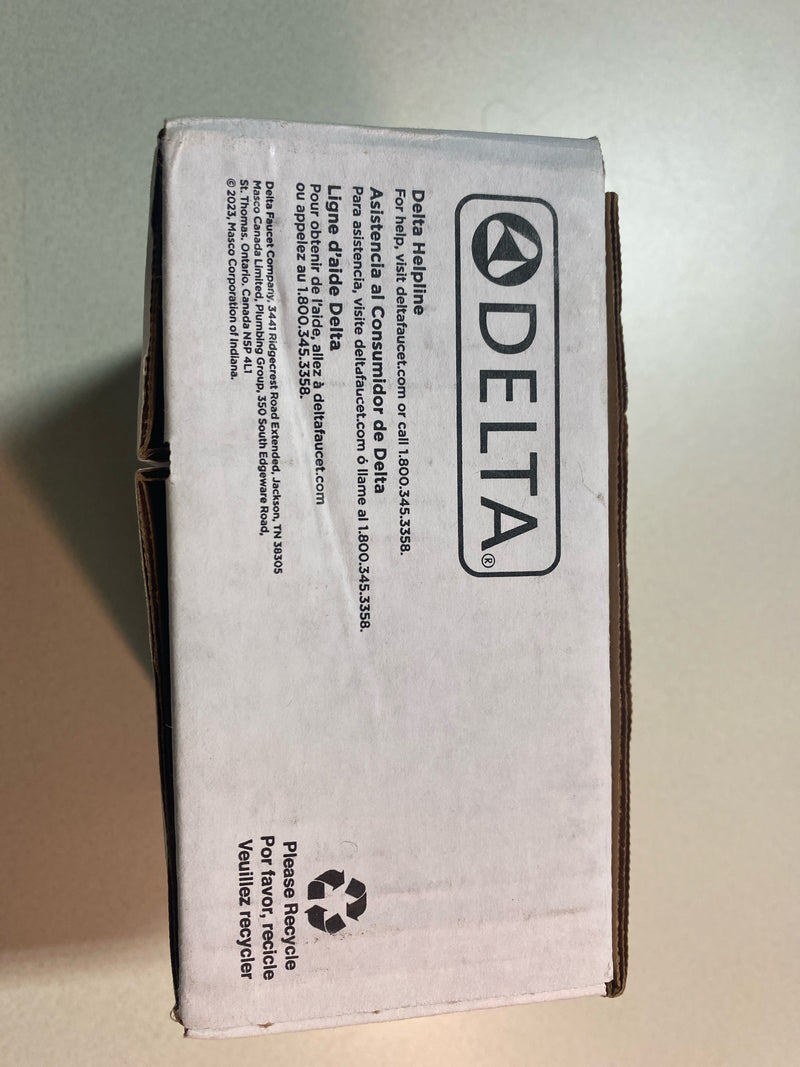 DELTA®
Delta Helpline
For help, visit deltafaucet.com or call 1.800.345.3358.
Asistencia al Consumidor de Delta
Para asistencia, visite deltafaucet.com ó llame al 1.800.345.3358.
Ligne d'aide Delta
Pour obtenir de l'aide, allez à deltafaucet.com
ou appelez au 1.800.345.3358.
Delta Faucet Company, 3441 Ridgecrest Road Extended, Jackson, TN 38305
Masco Canada Limited, Plumbing Group, 350 South Edgeware Road,
St. Thomas, Ontario, Canada N5P 4L1
© 2023, Masco Corporation of Indiana.
Please Recycle
Por favor, recicle
Veuillez recycler